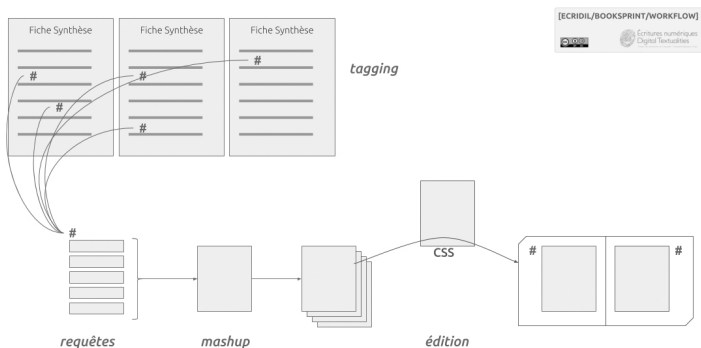 [ECRIDIL/BOOKSPRINT/WORKFLOW]
Écritures numériques
Digital Textualities
Fiche Synthèse
Fiche Synthèse
Fiche Synthèse
#
#
#
#
#
tagging
#
CSS
#
#
requêtes
mashup
édition